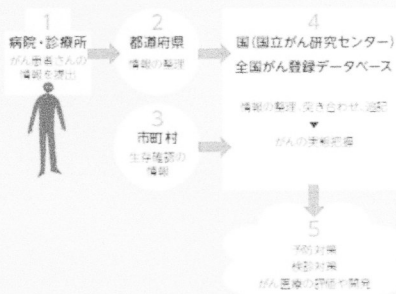 1
病院・診療所
がん患者さんの
情報を提出
2
都道府県
情報の整理
3
市町村
生存確認の
情報
4
国(国立がん研究センター)
全国がん登録データベース
情報の整理、突き合わせ、追記
▼
がんの実態把握
5
予防対策
検診対策
がん医療の評価や開発